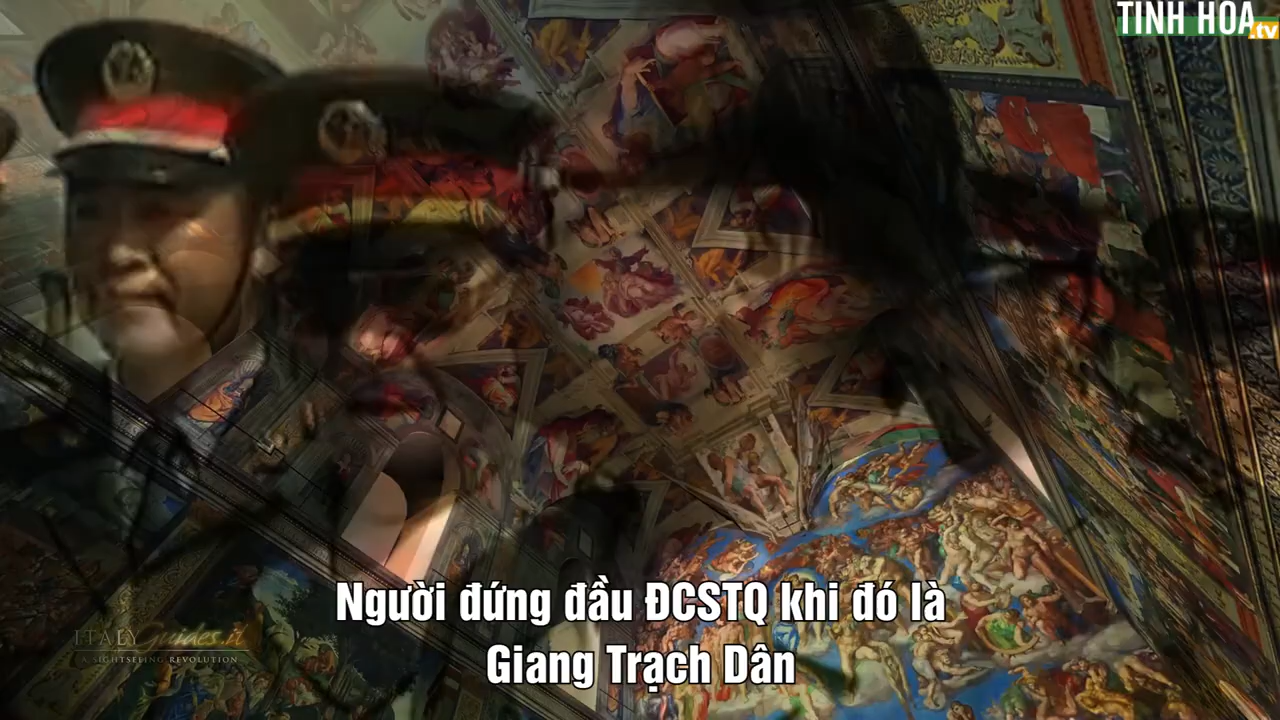 TINH HOA.tv
Người đứng đầu ĐCSTQ khi đó là
Giang Trạch Dân
ITALYGuides.it
A SIGHTSEEING REVOLUTION